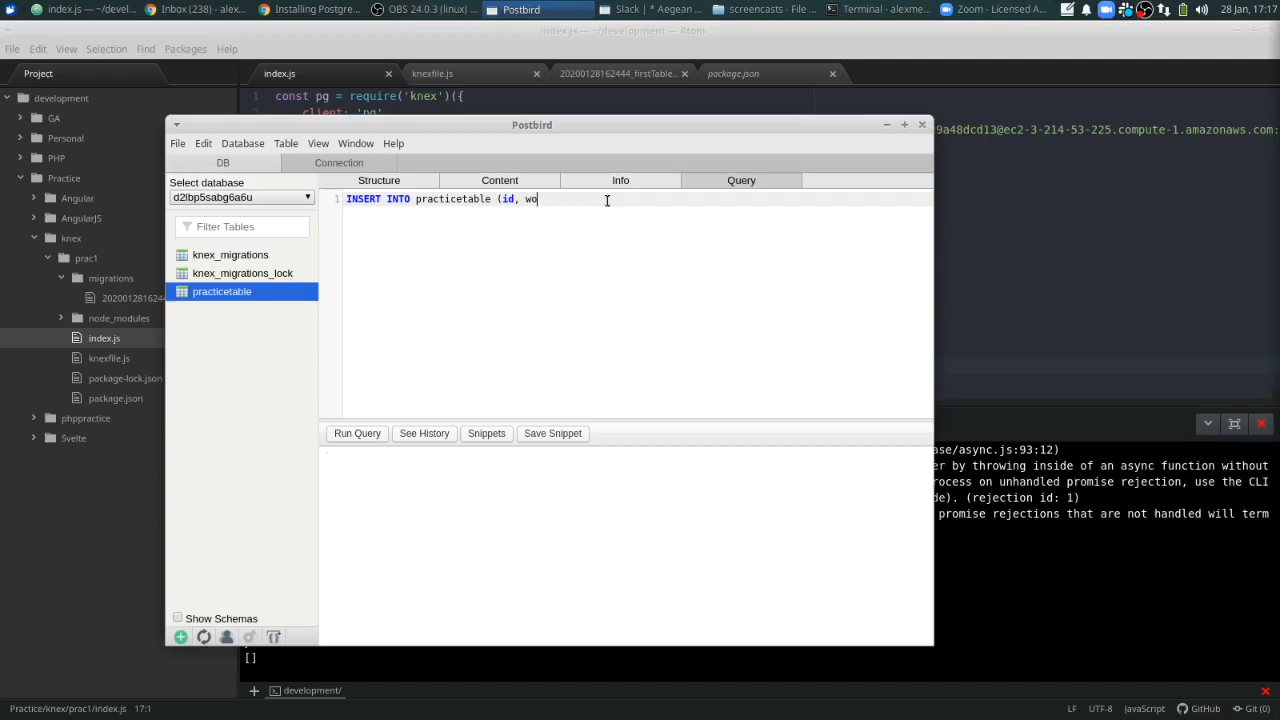 index.js — ~/devel...
Inbox (238) - alex...
Installing Postgre...
OBS 24.0.3 (linux) ...
Postbird
Slack | * Aegean ...
screencasts - File ...
Terminal - alexme...
Zoom - Licensed A...
28 Jan, 17:17
index.js — ~/development — Atom
File Edit View Selection Find Packages Help
Project
index.js
knexfile.js
20200128162444_firstTable...
package.json
development
GA
Personal
PHP
Practice
Angular
AngularJS
knex
prac1
migrations
2020012816244
node_modules
index.js
knexfile.js
package-lock.json
package.json
phppractice
Svelte
1 const pg = require('knex')({
client: 'pg'
9a48dcd13@ec2-3-214-53-225.compute-1.amazonaws.com:
Postbird
File Edit Database Table View Window Help
DB Connection
Select database
d2lbp5sabg6a6u
Filter Tables
knex_migrations
knex_migrations_lock
practicetable
Show Schemas
Structure Content Info Query
1 INSERT INTO practicetable (id, wo
Run Query See History Snippets Save Snippet
ase/async.js:93:12)
er by throwing inside of an async function without
rocess on unhandled promise rejection, use the CLI
de). (rejection id: 1)
promise rejections that are not handled will term
[]
development/
Practice/knex/prac1/index.js 17:1
LF UTF-8 JavaScript GitHub Git (0)